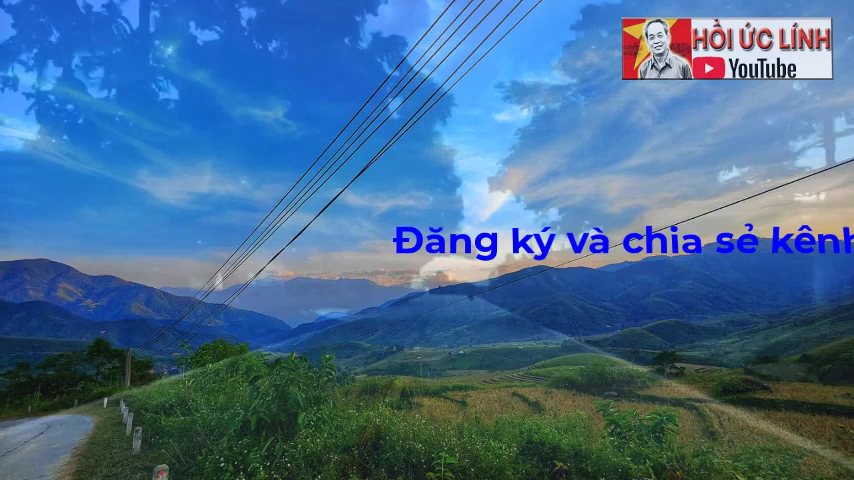 HỒI ỨC LÍNH
YouTube
Đăng ký và chia sẻ kênh